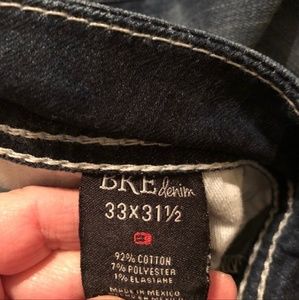 BKE denim
33X31½
92% COTTON
7% POLYESTER
1% ELASTANE
MADE IN MEXICO